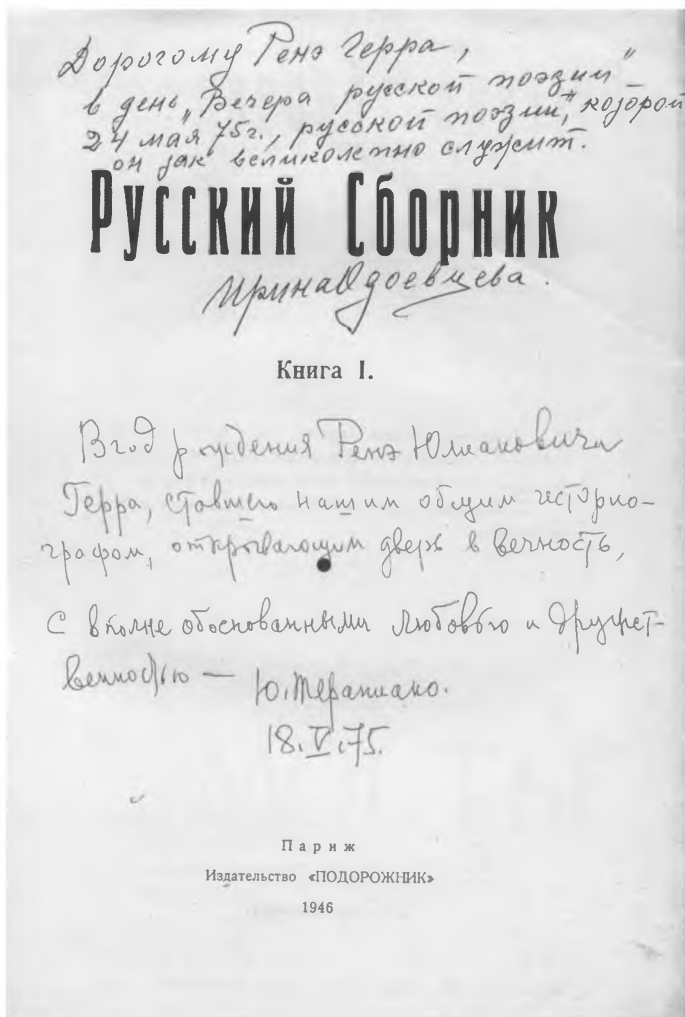 Дорогому Ренэ Герра,
в день „Вечера русской поэзии"
24 мая 75г., русской поэзии, которой
он так великолепно служит.
Русский Сборник
Ирина Одоевцева.
Книга I.
В год рождения Ренэ Юлиановича
Герра, ставшего нашим общим историо-
графом, открывающим дверь в вечность,
С вполне обоснованными любовью и дружест-
венностью — Ю. Терапиано.
18.V.75.
Париж
Издательство «ПОДОРОЖНИК»
1946